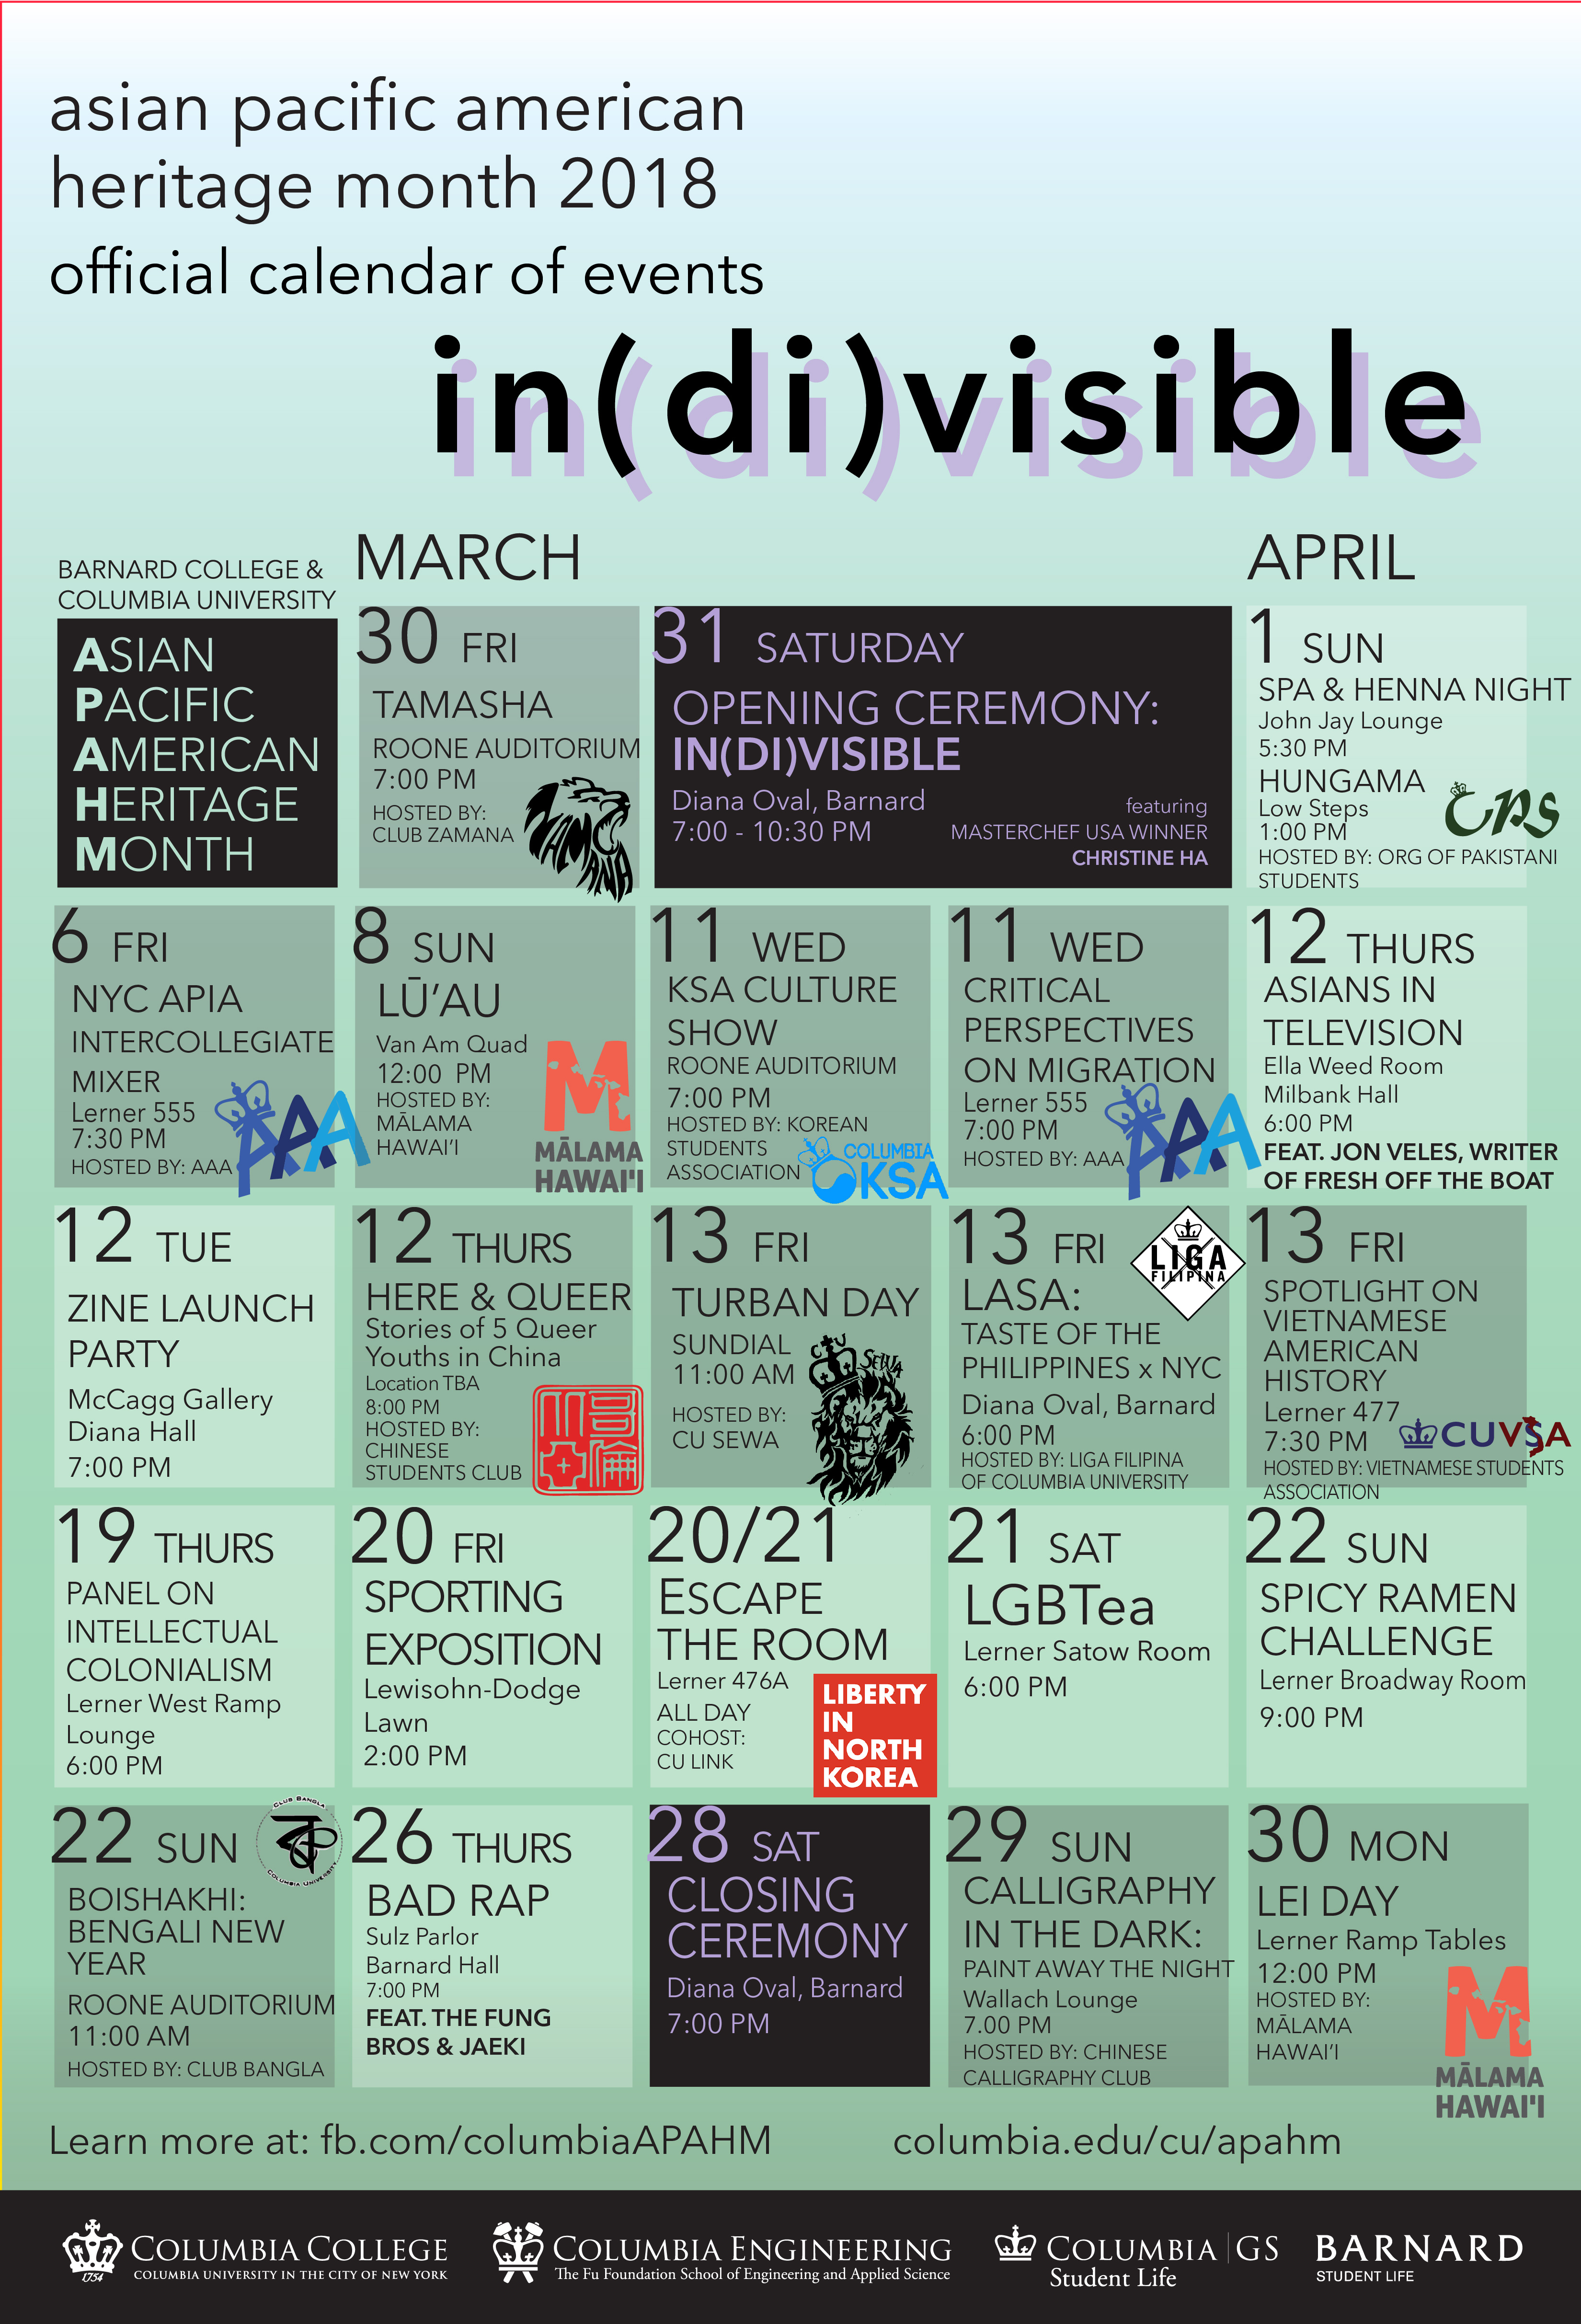 asian pacific american
heritage month 2018
official calendar of events
in(di)visible
BARNARD COLLEGE &
COLUMBIA UNIVERSITY
ASIAN
PACIFIC
AMERICAN
HERITAGE
MONTH
MARCH
30 FRI
TAMASHA
ROONE AUDITORIUM
7:00 PM
HOSTED BY:
CLUB ZAMANA
ZAMANA
31 SATURDAY
OPENING CEREMONY:
IN(DI)VISIBLE
Diana Oval, Barnard
7:00 - 10:30 PM
featuring
MASTERCHEF USA WINNER
CHRISTINE HA
APRIL
1 SUN
SPA & HENNA NIGHT
John Jay Lounge
5:30 PM
HUNGAMA
Low Steps
1:00 PM
HOSTED BY: ORG OF PAKISTANI
STUDENTS
6 FRI
NYC APIA
INTERCOLLEGIATE
MIXER
Lerner 555
7:30 PM
HOSTED BY: AAA
AAA
8 SUN
LŪ'AU
Van Am Quad
12:00 PM
HOSTED BY:
MĀLAMA
HAWAI'I
M
MĀLAMA
HAWAI'I
11 WED
KSA CULTURE
SHOW
ROONE AUDITORIUM
7:00 PM
HOSTED BY: KOREAN
STUDENTS
ASSOCIATION
COLUMBIA
KSA
11 WED
CRITICAL
PERSPECTIVES
ON MIGRATION
Lerner 555
7:00 PM
HOSTED BY: AAA
AAA
12 THURS
ASIANS IN
TELEVISION
Ella Weed Room
Milbank Hall
6:00 PM
FEAT. JON VELES, WRITER
OF FRESH OFF THE BOAT
12 TUE
ZINE LAUNCH
PARTY
McCagg Gallery
Diana Hall
7:00 PM
12 THURS
HERE & QUEER
Stories of 5 Queer
Youths in China
Location TBA
8:00 PM
HOSTED BY:
CHINESE
STUDENTS CLUB
13 FRI
TURBAN DAY
SUNDIAL
11:00 AM
HOSTED BY:
CU SEWA
CU SEWA
13 FRI
LIGA
FILIPINA
LASA:
TASTE OF THE
PHILIPPINES x NYC
Diana Oval, Barnard
6:00 PM
HOSTED BY: LIGA FILIPINA
OF COLUMBIA UNIVERSITY
13 FRI
SPOTLIGHT ON
VIETNAMESE
AMERICAN
HISTORY
Lerner 477
7:30 PM
CUVSA
HOSTED BY: VIETNAMESE STUDENTS
ASSOCIATION
19 THURS
PANEL ON
INTELLECTUAL
COLONIALISM
Lerner West Ramp
Lounge
6:00 PM
20 FRI
SPORTING
EXPOSITION
Lewisohn-Dodge
Lawn
2:00 PM
20/21
ESCAPE
THE ROOM
Lerner 476A
ALL DAY
COHOST:
CU LINK
LIBERTY
IN
NORTH
KOREA
21 SAT
LGBTea
Lerner Satow Room
6:00 PM
22 SUN
SPICY RAMEN
CHALLENGE
Lerner Broadway Room
9:00 PM
22 SUN
CLUB BANGLA
COLUMBIA UNIVERSITY
BOISHAKHI:
BENGALI NEW
YEAR
ROONE AUDITORIUM
11:00 AM
HOSTED BY: CLUB BANGLA
26 THURS
BAD RAP
Sulz Parlor
Barnard Hall
7:00 PM
FEAT. THE FUNG
BROS & JAEKI
28 SAT
CLOSING
CEREMONY
Diana Oval, Barnard
7:00 PM
29 SUN
CALLIGRAPHY
IN THE DARK:
PAINT AWAY THE NIGHT
Wallach Lounge
7.00 PM
HOSTED BY: CHINESE
CALLIGRAPHY CLUB
30 MON
LEI DAY
Lerner Ramp Tables
12:00 PM
HOSTED BY:
MĀLAMA
HAWAI'I
M
MĀLAMA
HAWAI'I
Learn more at: fb.com/columbiaAPAHM
columbia.edu/cu/apahm
COLUMBIA COLLEGE
COLUMBIA UNIVERSITY IN THE CITY OF NEW YORK
1754
COLUMBIA ENGINEERING
The Fu Foundation School of Engineering and Applied Science
COLUMBIA | GS
Student Life
BARNARD
STUDENT LIFE